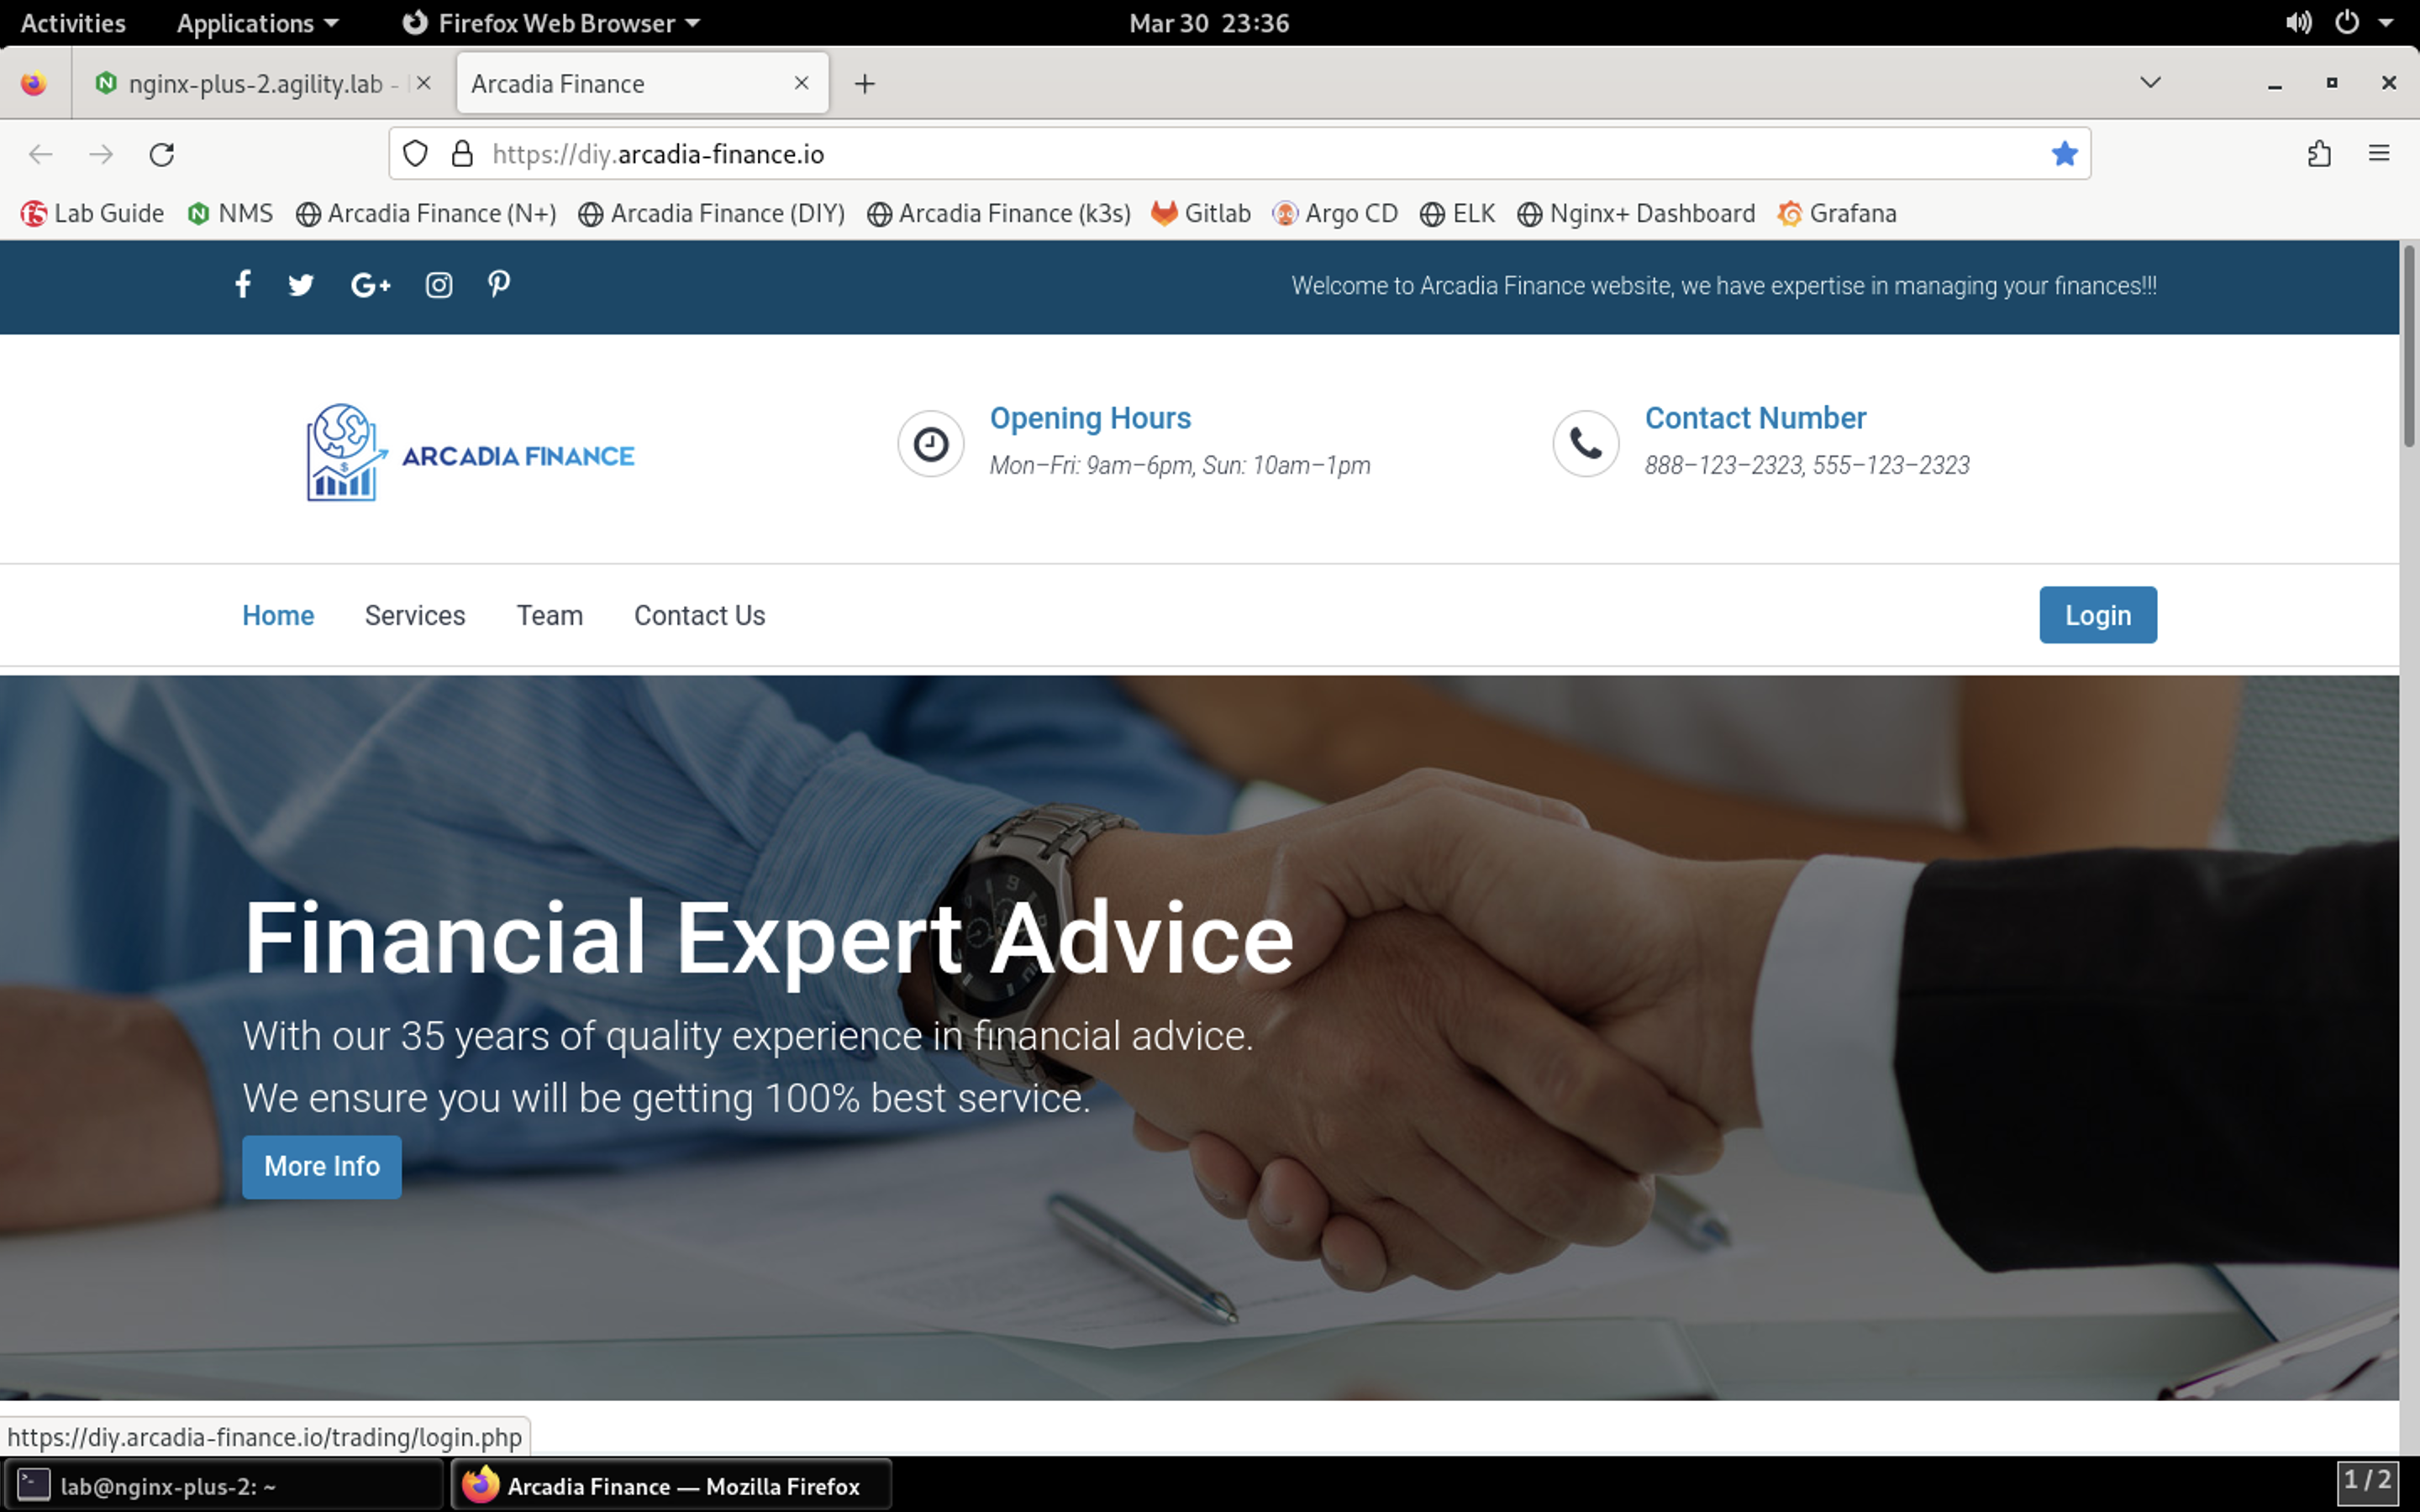 Activities Applications Firefox Web Browser Mar 30 23:36
nginx-plus-2.agility.lab - Arcadia Finance
https://diy.arcadia-finance.io
Lab Guide NMS Arcadia Finance (N+) Arcadia Finance (DIY) Arcadia Finance (k3s) Gitlab Argo CD ELK Nginx+ Dashboard Grafana
Welcome to Arcadia Finance website, we have expertise in managing your finances!!!
ARCADIA FINANCE
Opening Hours
Mon–Fri: 9am–6pm, Sun: 10am–1pm
Contact Number
888–123–2323, 555–123–2323
Home Services Team Contact Us Login
Financial Expert Advice
With our 35 years of quality experience in financial advice.
We ensure you will be getting 100% best service.
More Info
https://diy.arcadia-finance.io/trading/login.php
lab@nginx-plus-2: ~ Arcadia Finance — Mozilla Firefox 1 / 2